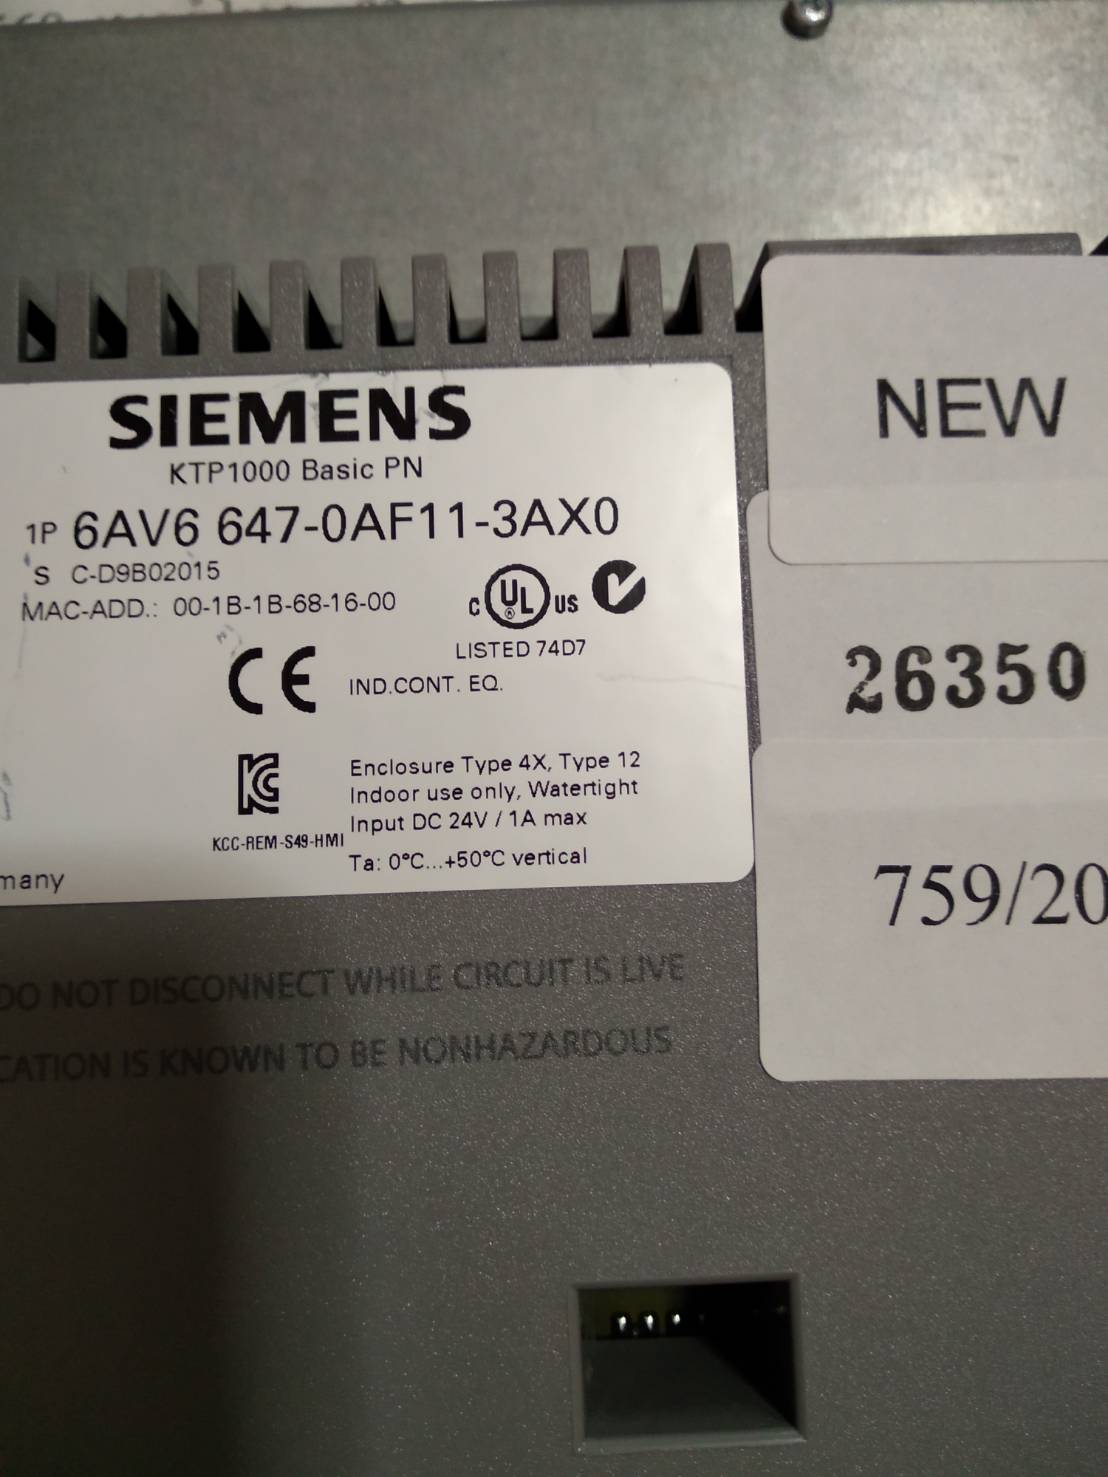 SIEMENS
KTP1000 Basic PN
1P 6AV6 647-0AF11-3AX0
S C-D9B02015
MAC-ADD.: 00-1B-1B-68-16-00
C UL ® US
LISTED 74D7
CE
IND.CONT. EQ.
KC
KCC-REM-S49-HMI
Enclosure Type 4X, Type 12
Indoor use only, Watertight
Input DC 24V / 1A max
Ta: 0°C...+50°C vertical
many
NEW
26350
759/20
DO NOT DISCONNECT WHILE CIRCUIT IS LIVE
CATION IS KNOWN TO BE NONHAZARDOUS